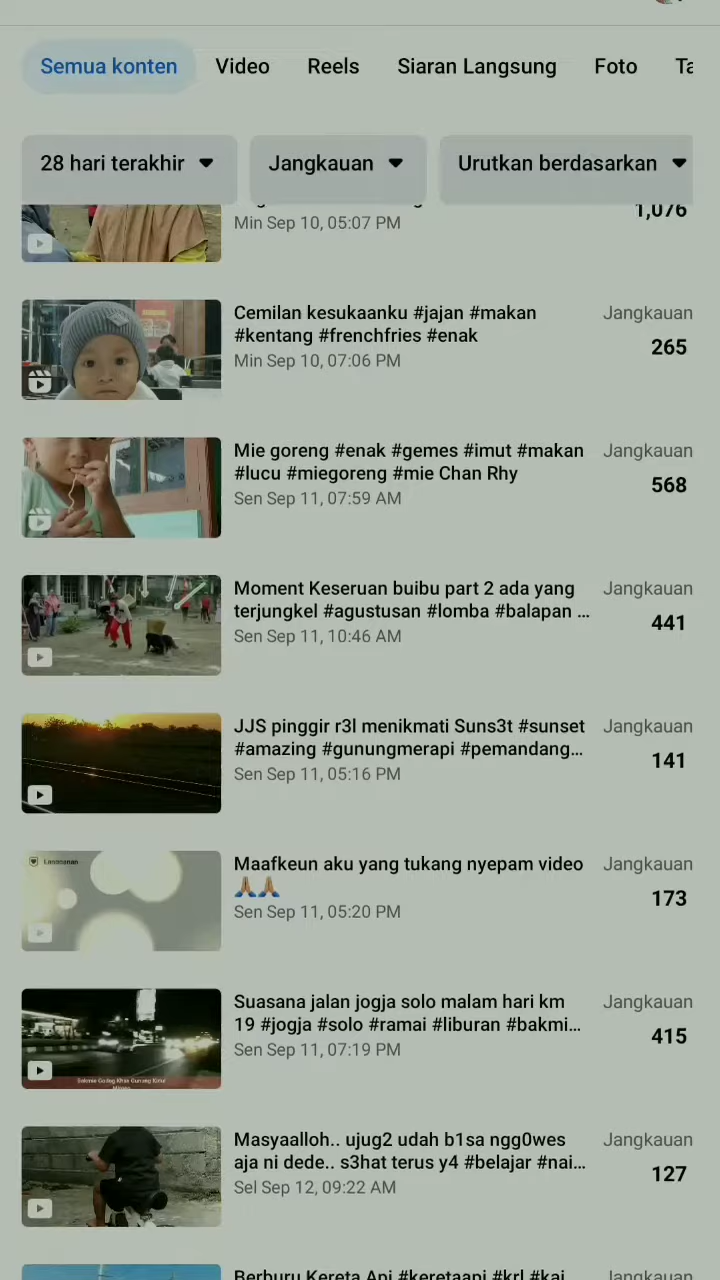 Semua konten
Video
Reels
Siaran Langsung
Foto
Ta
28 hari terakhir
Jangkauan
Urutkan berdasarkan
Min Sep 10, 05:07 PM
1,076
Cemilan kesukaanku #jajan #makan
#kentang #frenchfries #enak
Min Sep 10, 07:06 PM
Jangkauan
265
Mie goreng #enak #gemes #imut #makan
#lucu #miegoreng #mie Chan Rhy
Sen Sep 11, 07:59 AM
Jangkauan
568
Moment Keseruan buibu part 2 ada yang
terjungkel #agustusan #lomba #balapan ...
Sen Sep 11, 10:46 AM
Jangkauan
441
JJS pinggir r3l menikmati Suns3t #sunset
#amazing #gunungmerapi #pemandang...
Sen Sep 11, 05:16 PM
Jangkauan
141
Maafkeun aku yang tukang nyepam video
🙏🙏
Sen Sep 11, 05:20 PM
Jangkauan
173
Suasana jalan jogja solo malam hari km
19 #jogja #solo #ramai #liburan #bakmi...
Sen Sep 11, 07:19 PM
Jangkauan
415
Masyaalloh.. ujug2 udah b1sa ngg0wes
aja ni dede.. s3hat terus y4 #belajar #nai...
Sel Sep 12, 09:22 AM
Jangkauan
127
Berburu Kereta Api #keretaapi #krl #kai
Jangkauan